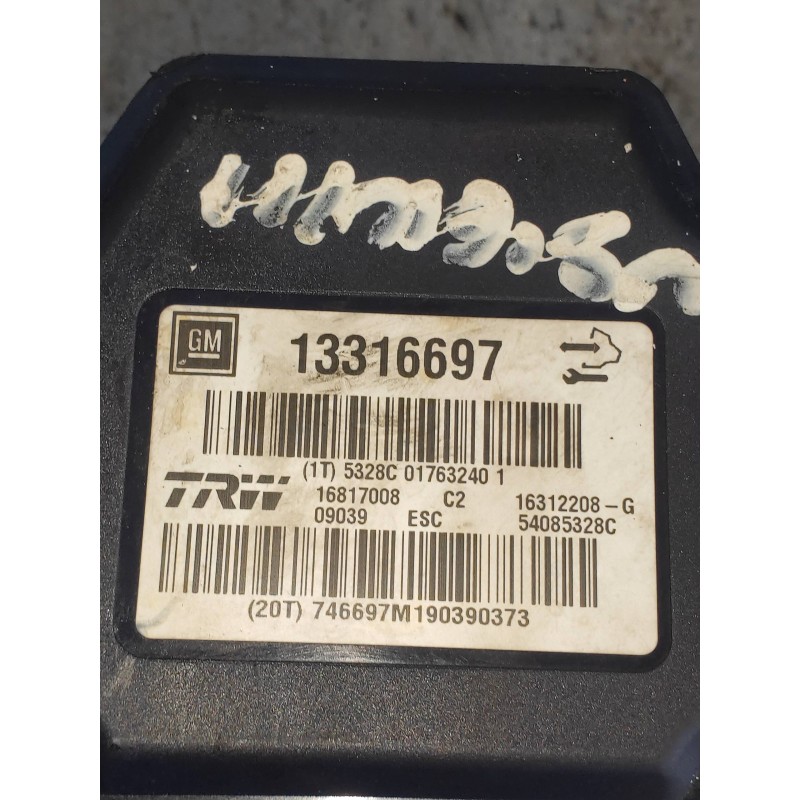 GM 13316697
(1T) 5328C 01763240 1
TRW
16817008 C2 16312208-G
09039 ESC 54085328C
(20T) 746697M190390373